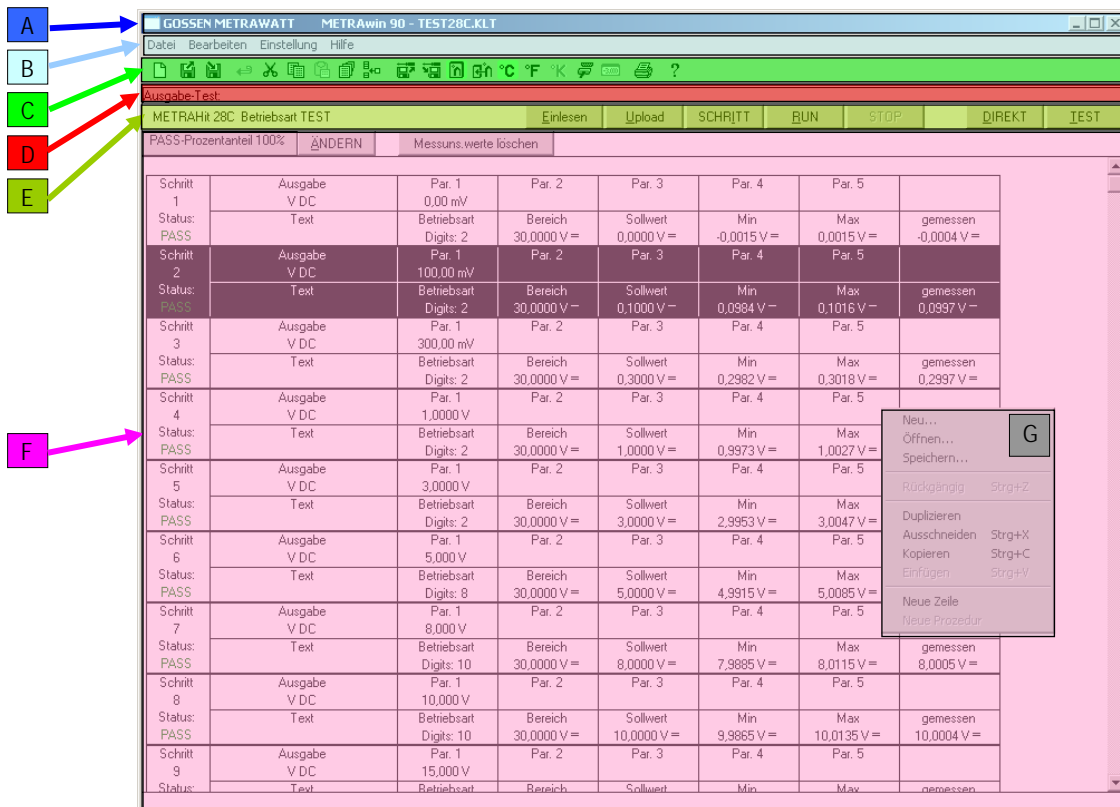 A
GOSSEN METRAWATT METRAwin 90 - TEST28C.KLT
B
Datei Bearbeiten Einstellung Hilfe
C
°C °F °K ?
D
Ausgabe-Test:
E
METRAHit 28C Betriebsart TEST Einlesen Upload SCHRITT RUN STOP DIREKT TEST
PASS-Prozentanteil 100% ÄNDERN Messuns.werte löschen
Schritt Ausgabe Par. 1 Par. 2 Par. 3 Par. 4 Par. 5
1 V DC 0,00 mV
Status: Text Betriebsart Bereich Sollwert Min Max gemessen
PASS Digits: 2 30,0000 V = 0,0000 V = -0,0015 V = 0,0015 V = -0,0004 V =
Schritt Ausgabe Par. 1 Par. 2 Par. 3 Par. 4 Par. 5
2 V DC 100,00 mV
Status: Text Betriebsart Bereich Sollwert Min Max gemessen
PASS Digits: 2 30,0000 V = 0,1000 V = 0,0984 V = 0,1016 V = 0,0997 V =
Schritt Ausgabe Par. 1 Par. 2 Par. 3 Par. 4 Par. 5
3 V DC 300,00 mV
Status: Text Betriebsart Bereich Sollwert Min Max gemessen
PASS Digits: 2 30,0000 V = 0,3000 V = 0,2982 V = 0,3018 V = 0,2997 V =
Schritt Ausgabe Par. 1 Par. 2 Par. 3 Par. 4 Par. 5
4 V DC 1,0000 V
Status: Text Betriebsart Bereich Sollwert Min Max
PASS Digits: 2 30,0000 V = 1,0000 V = 0,9973 V = 1,0027 V =
Schritt Ausgabe Par. 1 Par. 2 Par. 3 Par. 4 Par. 5
5 V DC 3,0000 V
Status: Text Betriebsart Bereich Sollwert Min Max
PASS Digits: 2 30,0000 V = 3,0000 V = 2,9953 V = 3,0047 V =
Schritt Ausgabe Par. 1 Par. 2 Par. 3 Par. 4 Par. 5
6 V DC 5,000 V
Status: Text Betriebsart Bereich Sollwert Min Max
PASS Digits: 8 30,0000 V = 5,0000 V = 4,9915 V = 5,0085 V =
Schritt Ausgabe Par. 1 Par. 2 Par. 3 Par. 4 Par. 5
7 V DC 8,000 V
Status: Text Betriebsart Bereich Sollwert Min Max gemessen
PASS Digits: 10 30,0000 V = 8,0000 V = 7,9885 V = 8,0115 V = 8,0005 V =
Schritt Ausgabe Par. 1 Par. 2 Par. 3 Par. 4 Par. 5
8 V DC 10,000 V
Status: Text Betriebsart Bereich Sollwert Min Max gemessen
PASS Digits: 10 30,0000 V = 10,0000 V = 9,9865 V = 10,0135 V = 10,0004 V =
Schritt Ausgabe Par. 1 Par. 2 Par. 3 Par. 4 Par. 5
9 V DC 15,000 V
Status: Text Betriebsart Bereich Sollwert Min Max gemessen
F
G
Neu...
Öffnen...
Speichern...
Rückgängig Strg+Z
Duplizieren
Ausschneiden Strg+X
Kopieren Strg+C
Einfügen Strg+V
Neue Zeile
Neue Prozedur